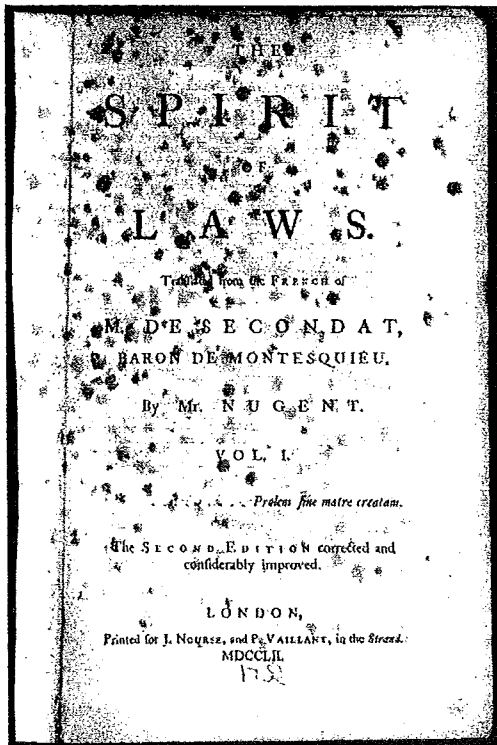 THE
SPIRIT
OF
LAWS.
Translated from the FRENCH of
M. DE SECONDAT,
BARON DE MONTESQUIEU.
By Mr. NUGENT.
VOL. I.
. . . . . . . Prolem ſine matre creatam.
The SECOND EDITION corrected and
conſiderably improved.
LONDON,
Printed for J. NOURSE, and P. VAILLANT, in the Strand.
MDCCLII.
1752